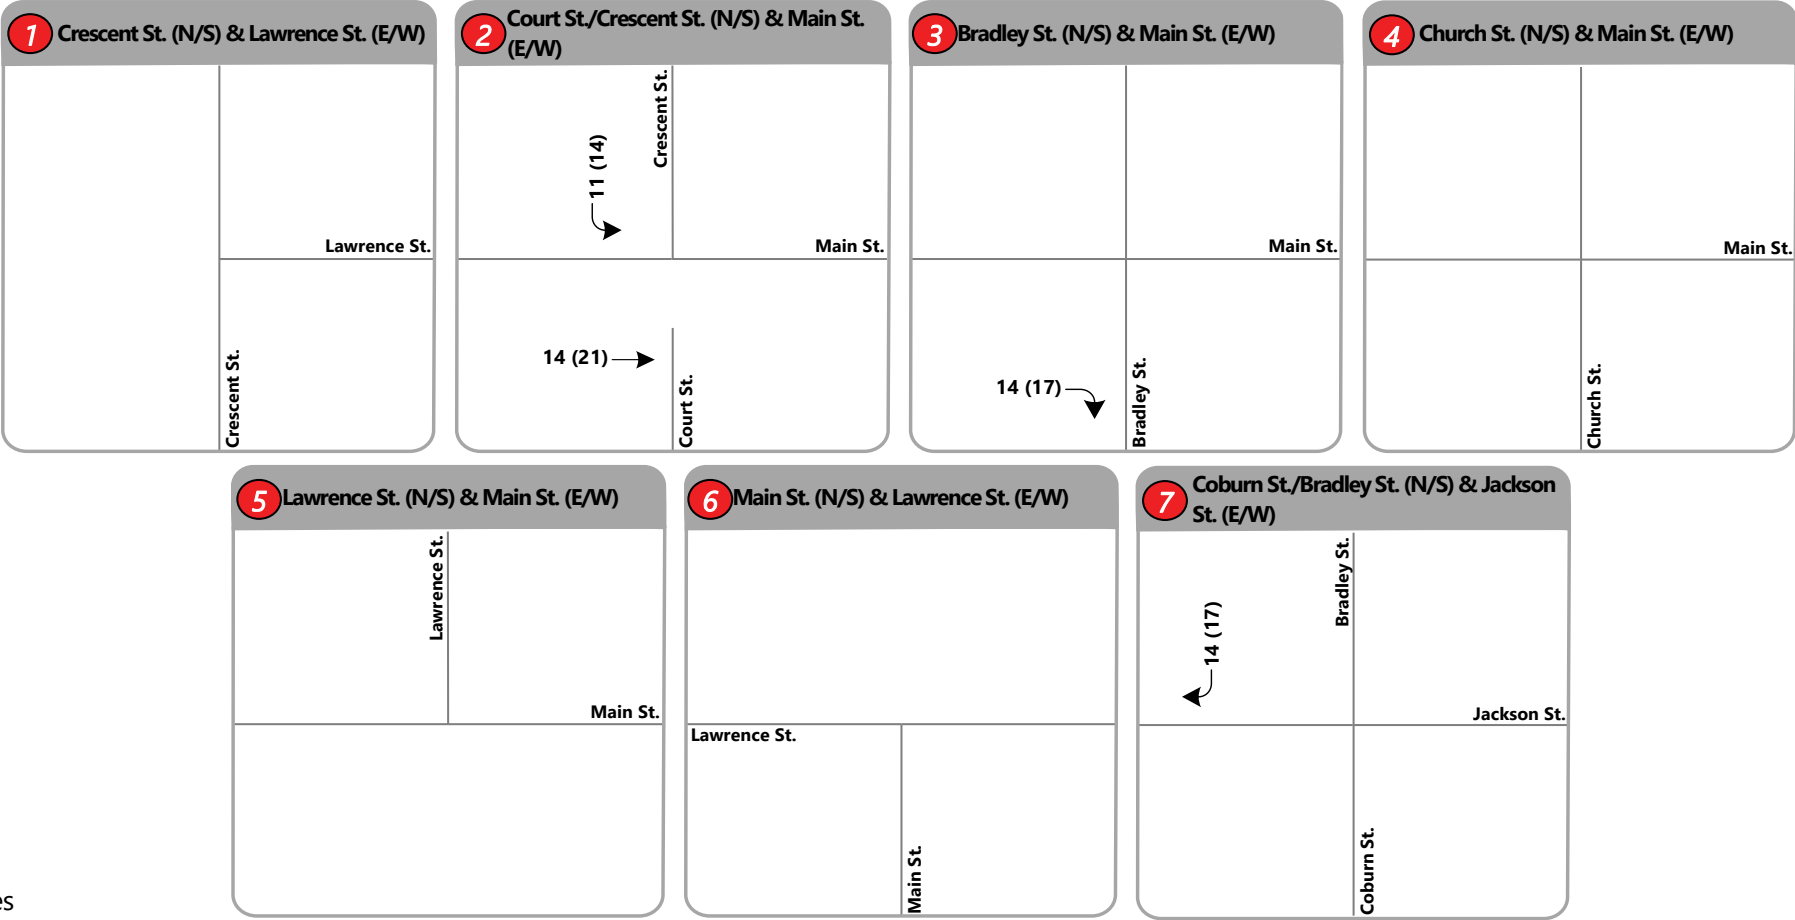 1 Crescent St. (N/S) & Lawrence St. (E/W)
Lawrence St.
Crescent St.
2 Court St./Crescent St. (N/S) & Main St.
(E/W)
Crescent St.
11 (14)
Main St.
14 (21)
Court St.
3 Bradley St. (N/S) & Main St. (E/W)
Main St.
14 (17)
Bradley St.
4 Church St. (N/S) & Main St. (E/W)
Main St.
Church St.
5 Lawrence St. (N/S) & Main St. (E/W)
Lawrence St.
Main St.
6 Main St. (N/S) & Lawrence St. (E/W)
Lawrence St.
Main St.
7 Coburn St./Bradley St. (N/S) & Jackson
St. (E/W)
Bradley St.
14 (17)
Jackson St.
Coburn St.
es